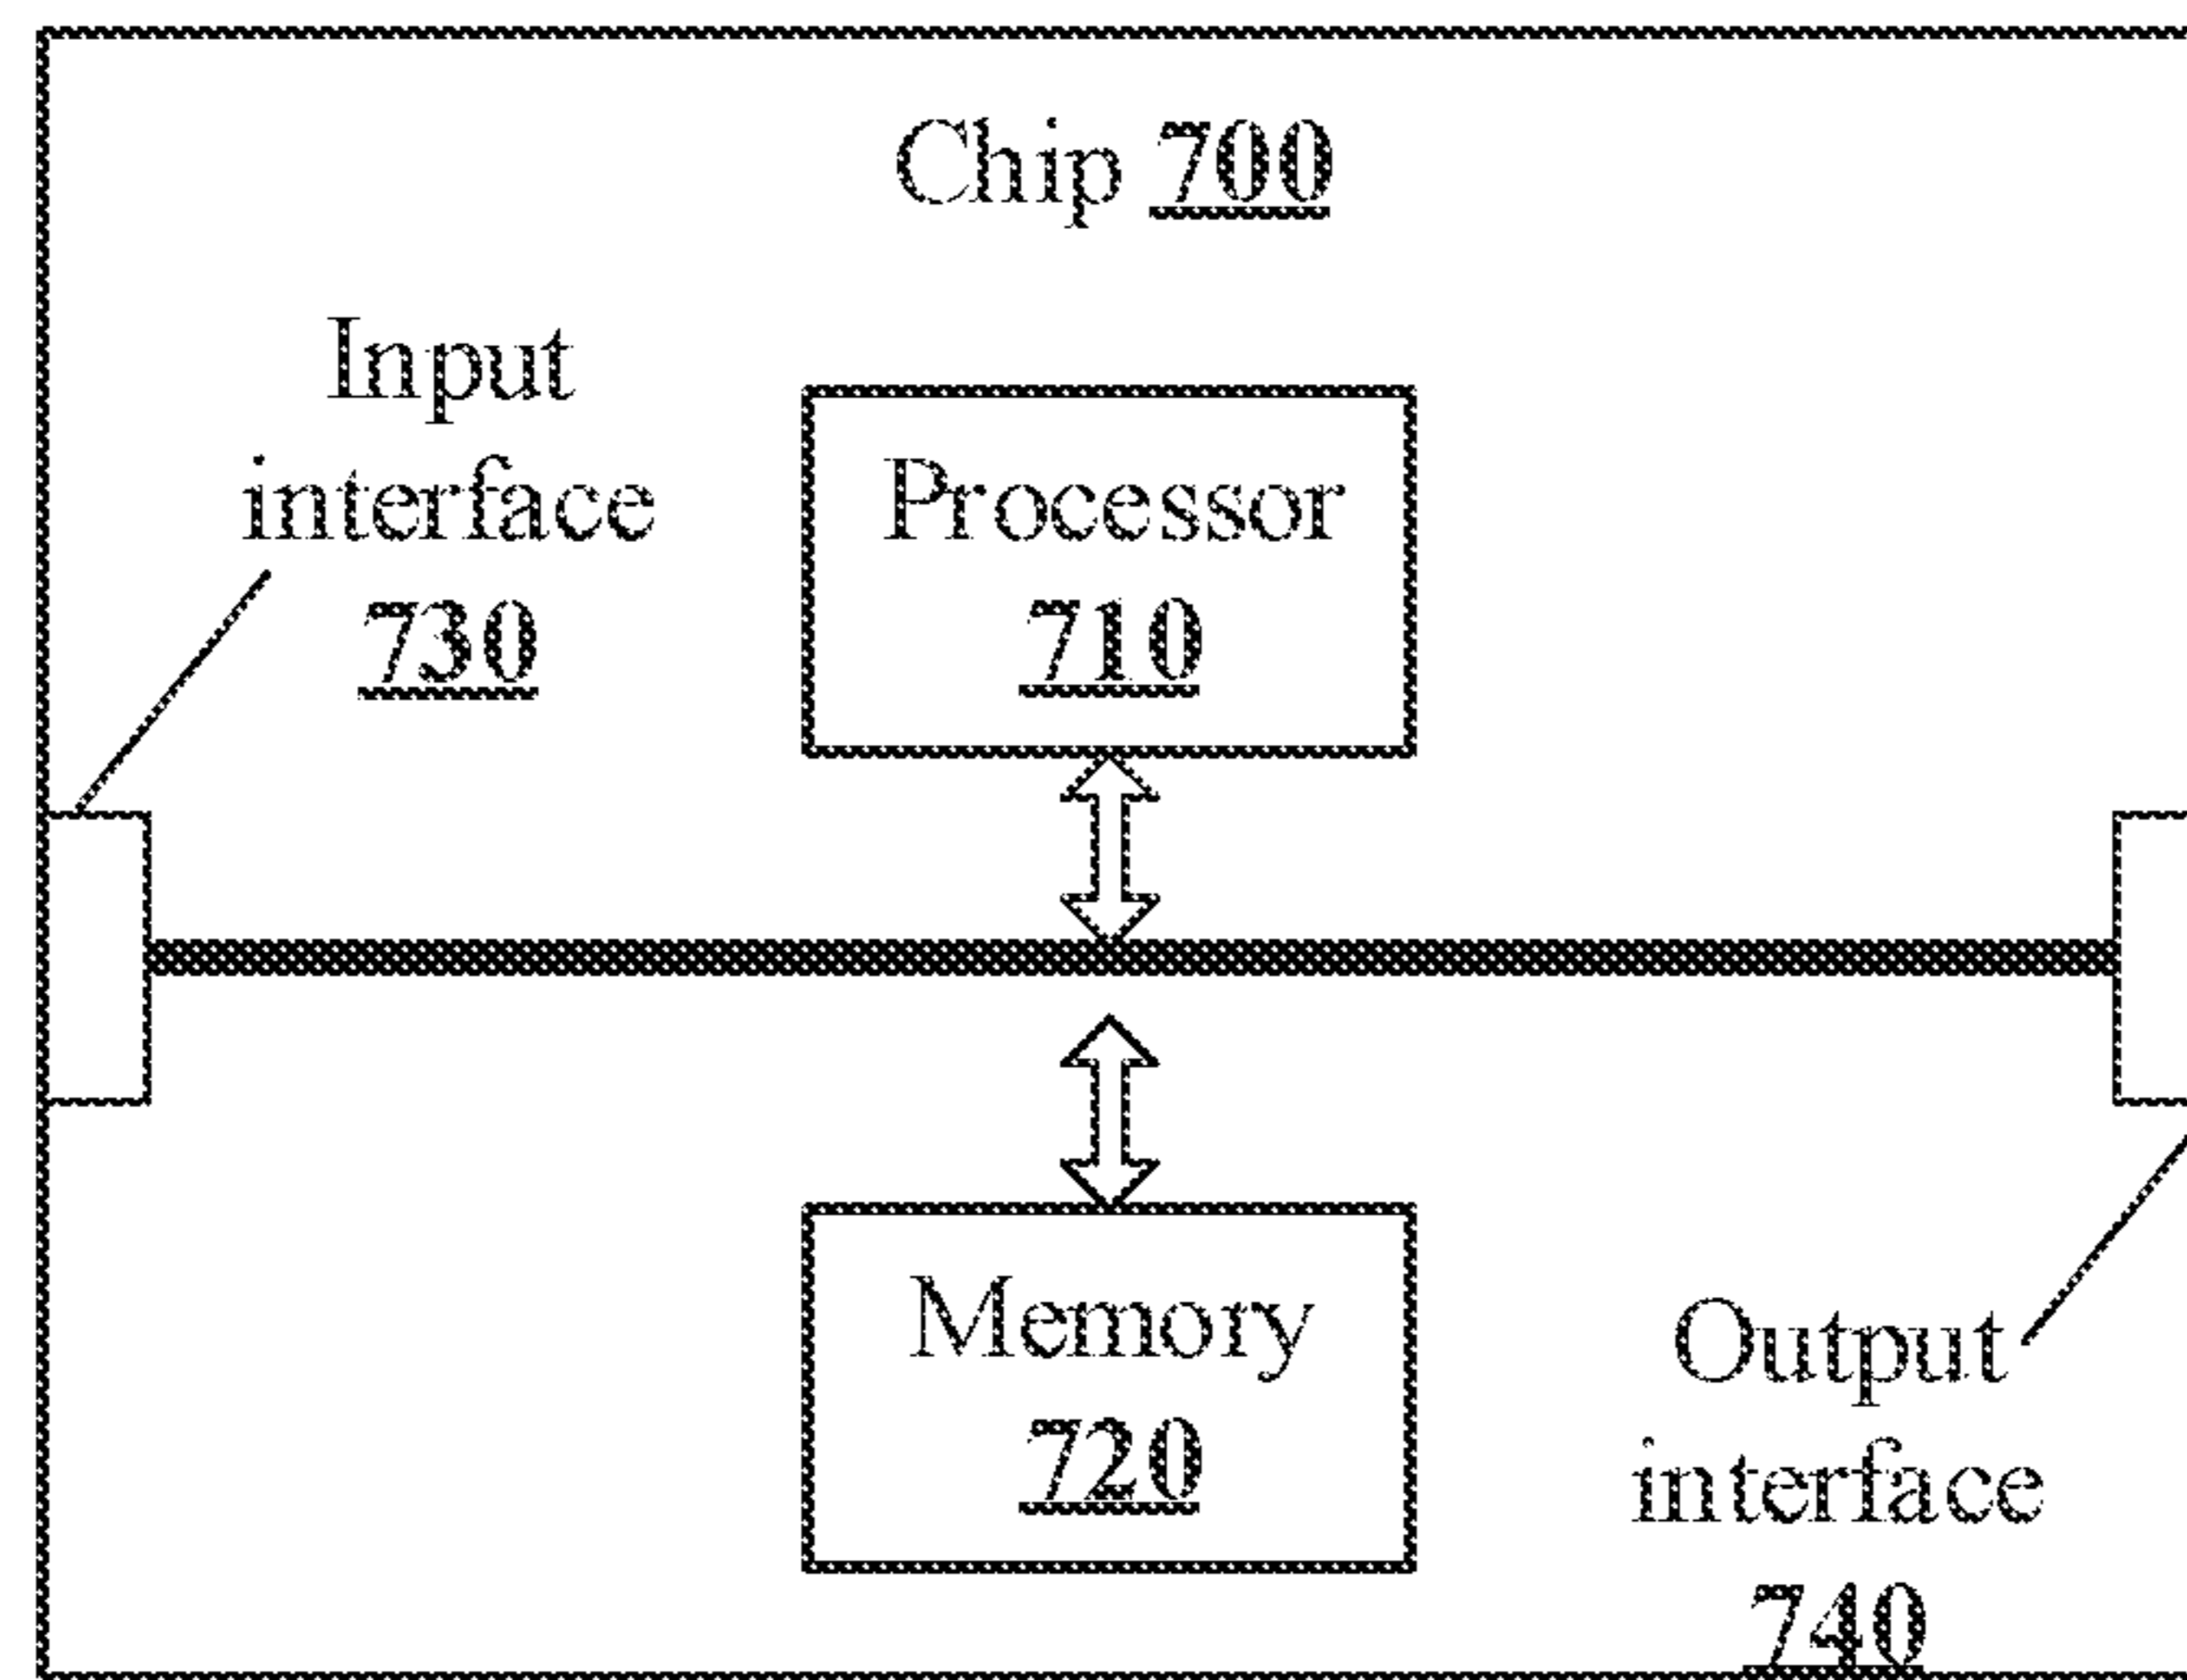 Chip 700
Input
interface
730
Processor
710
Memory
720
Output
interface
740